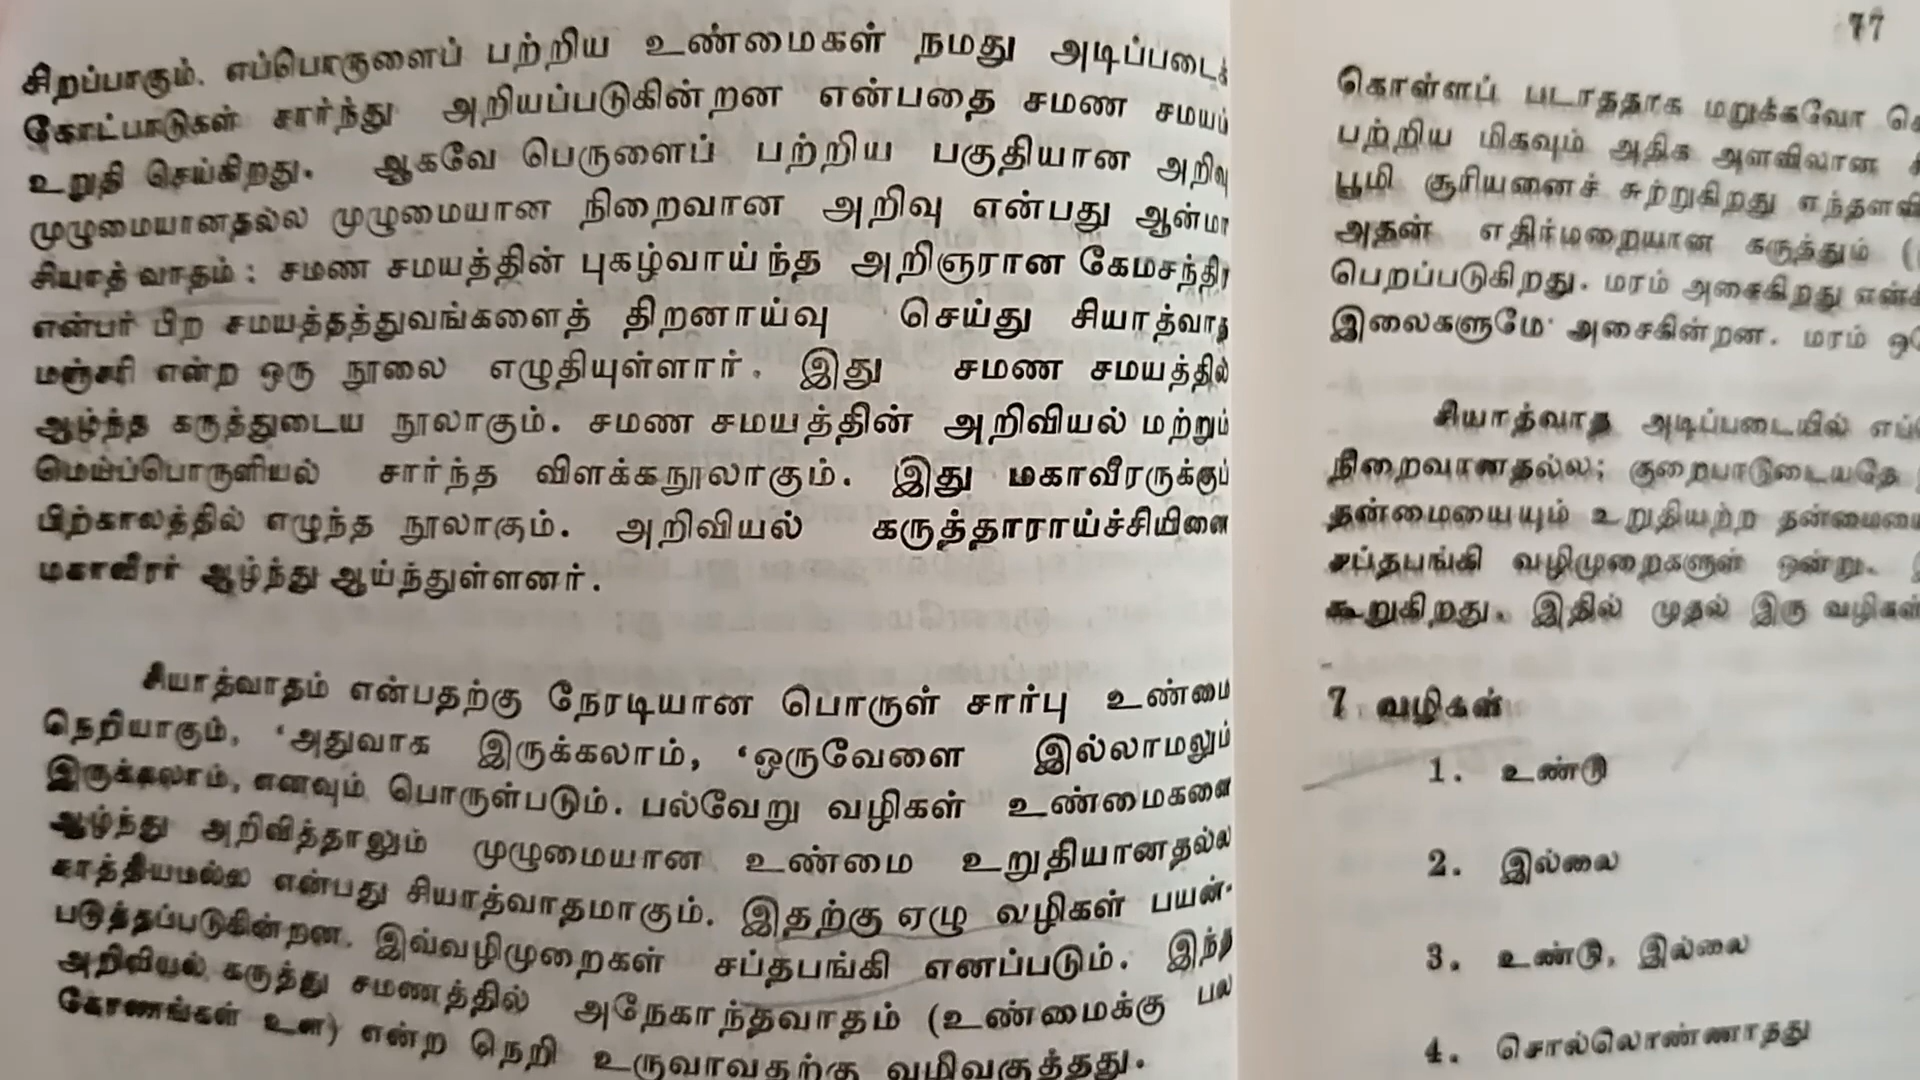 சிறப்பாகும். எப்பொருளைப் பற்றிய உண்மைகள் நமது அடிப்படைக்
கோட்பாடுகள் சார்ந்து அறியப்படுகின்றன என்பதை சமண சமயம்
உறுதி செய்கிறது. ஆகவே பெருளைப் பற்றிய பகுதியான அறிவு
முழுமையானதல்ல முழுமையான நிறைவான அறிவு என்பது ஆன்மா
சியாத் வாதம் : சமண சமயத்தின் புகழ்வாய்ந்த அறிஞரான கேமசந்திர
என்பர் பிற சமயத்தத்துவங்களைத் திறனாய்வு செய்து சியாத்வாத
மஞ்சரி என்ற ஒரு நூலை எழுதியுள்ளார். இது சமண சமயத்தில்
ஆழ்ந்த கருத்துடைய நூலாகும். சமண சமயத்தின் அறிவியல் மற்றும்
மெய்ப்பொருளியல் சார்ந்த விளக்கநூலாகும். இது மகாவீரருக்குப்
பிற்காலத்தில் எழுந்த நூலாகும். அறிவியல் கருத்தாராய்ச்சியினை
மகாவீரர் ஆழ்ந்து ஆய்ந்துள்ளனர்.
சியாத்வாதம் என்பதற்கு நேரடியான பொருள் சார்பு உண்மை
நெறியாகும், ‘அதுவாக இருக்கலாம், ‘ஒருவேளை இல்லாமலும்
இருக்கலாம், எனவும் பொருள்படும். பல்வேறு வழிகள் உண்மைகளை
ஆழ்ந்து அறிவித்தாலும் முழுமையான உண்மை உறுதியானதல்ல
சாத்தியமல்ல என்பது சியாத்வாதமாகும். இதற்கு ஏழு வழிகள் பயன்-
படுத்தப்படுகின்றன. இவ்வழிமுறைகள் சப்தபங்கி எனப்படும். இந்த
அறிவியல் கருத்து சமணத்தில் அநேகாந்தவாதம் (உண்மைக்கு பல
கோணங்கள் உள) என்ற நெறி உருவாவதற்கு வழிவகுத்தது.
77
கொள்ளப் படாததாக மறுக்கவோ
பற்றிய மிகவும் அதிக அளவிலான
பூமி சூரியனைச் சுற்றுகிறது
அதன் எதிர்மறையான கருத்தும் (
பெறப்படுகிறது. மரம் அசைகிறது
இலைகளுமே அசைகின்றன. மரம்
சியாத்வாத அடிப்படையில்
நிறைவானதல்ல; குறைபாடுடையதே
தன்மையையும் உறுதியற்ற
சப்தபங்கி வழிமுறைகளுள் ஒன்று.
கூறுகிறது. இதில் முதல் இரு வழிகள்
7 வழிகள்
1. உண்டு
2. இல்லை
3. உண்டு, இல்லை
4. சொல்லொண்ணாதது